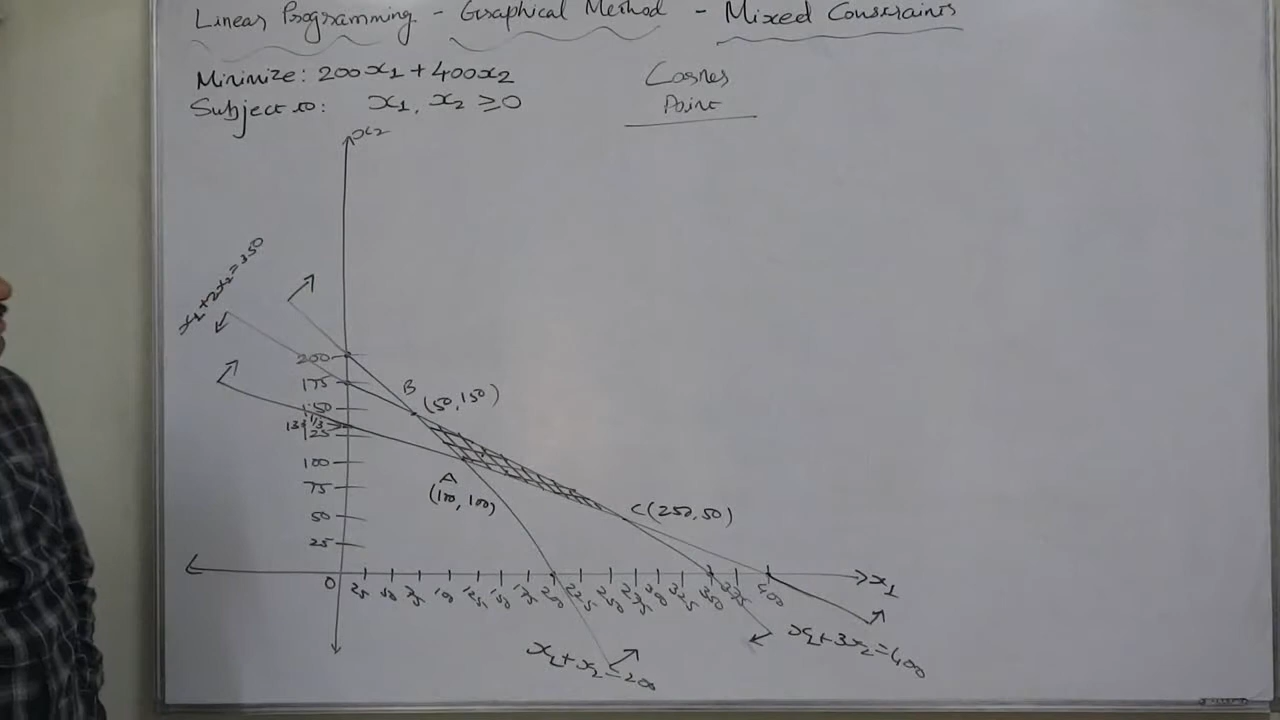 Linear Programming - Graphical Method - Mixed Constraints
Minimize: 200x1 + 400x2
Subject to: x1, x2 ≥ 0
Corner
Point
x2
x1+2x2=350
200
175
150
133 1/3
125
100
75
50
25
B
(50,150)
A
(100,100)
C(250,50)
0
25 50 75 100 125 150 175 200 225 250 275 300 325 350 375 400
x1
x1+x2=200
x1+3x2=400